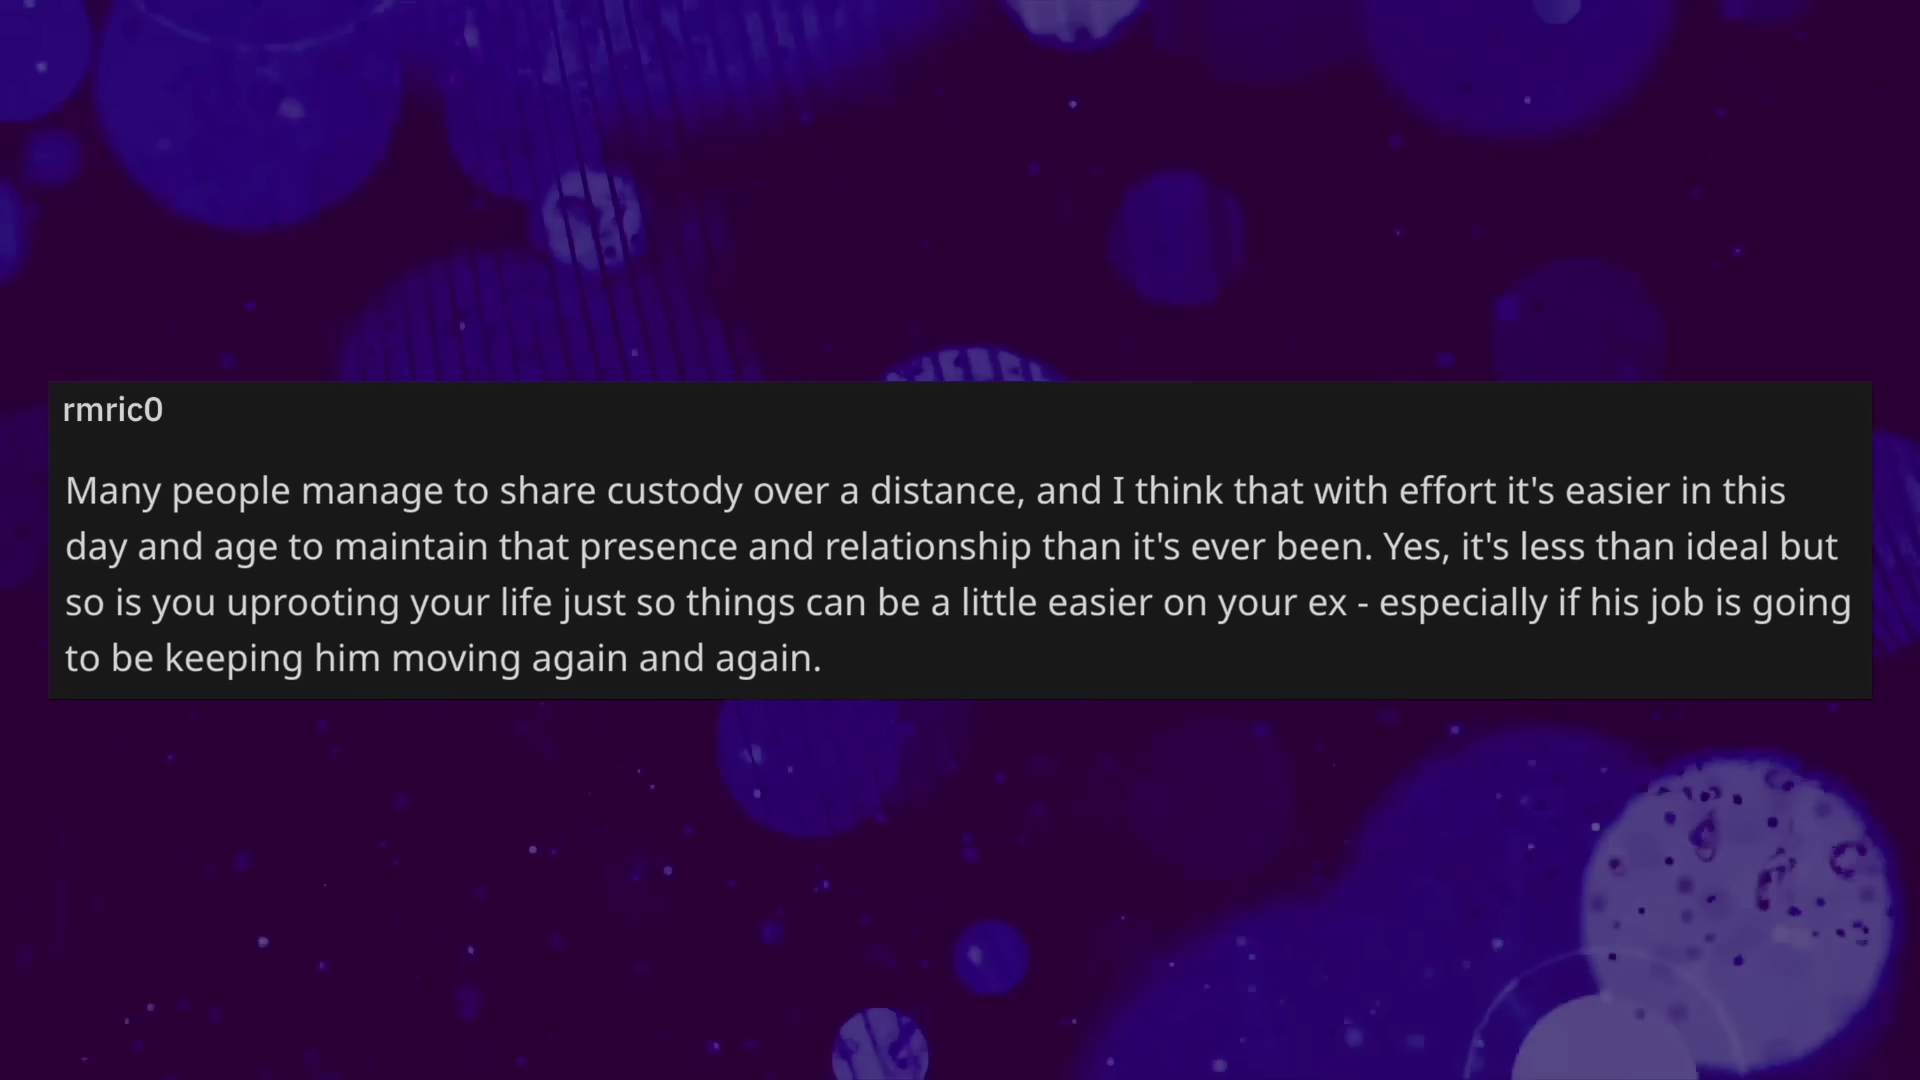 rmric0
Many people manage to share custody over a distance, and I think that with effort it's easier in this
day and age to maintain that presence and relationship than it's ever been. Yes, it's less than ideal but
so is you uprooting your life just so things can be a little easier on your ex - especially if his job is going
to be keeping him moving again and again.